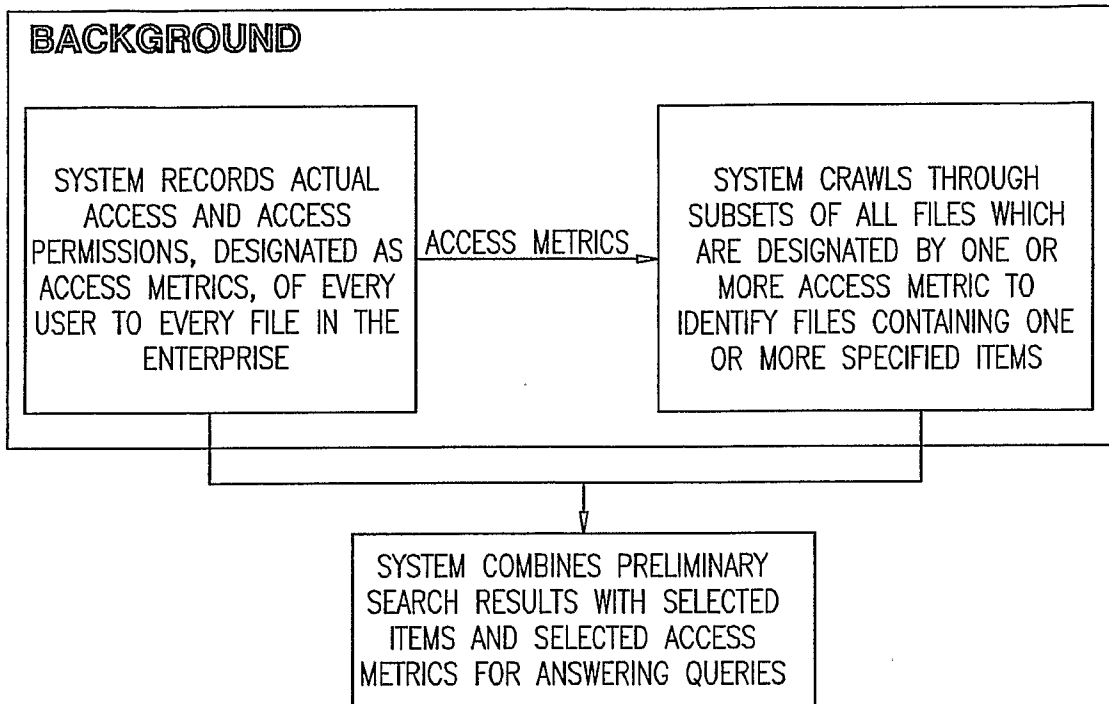 BACKGROUND
SYSTEM RECORDS ACTUAL
ACCESS AND ACCESS
PERMISSIONS, DESIGNATED AS
ACCESS METRICS, OF EVERY
USER TO EVERY FILE IN THE
ENTERPRISE
ACCESS METRICS
SYSTEM CRAWLS THROUGH
SUBSETS OF ALL FILES WHICH
ARE DESIGNATED BY ONE OR
MORE ACCESS METRIC TO
IDENTIFY FILES CONTAINING ONE
OR MORE SPECIFIED ITEMS
SYSTEM COMBINES PRELIMINARY
SEARCH RESULTS WITH SELECTED
ITEMS AND SELECTED ACCESS
METRICS FOR ANSWERING QUERIES